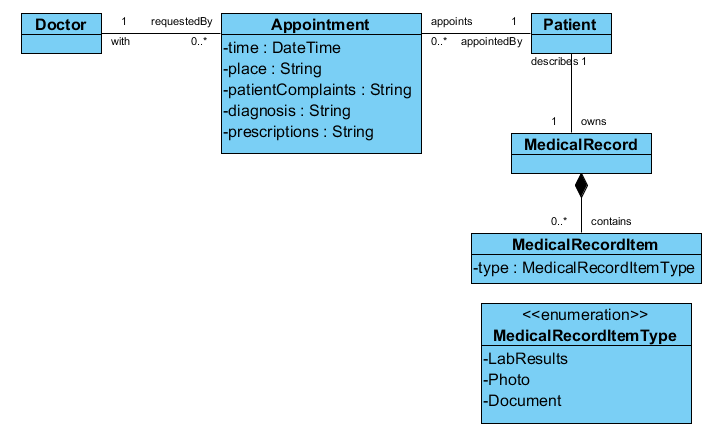 Doctor
1
requestedBy
with
0..*
Appointment
-time : DateTime
-place : String
-patientComplaints : String
-diagnosis : String
-prescriptions : String
appoints
1
0..*
appointedBy
Patient
describes 1
1
owns
MedicalRecord
0..*
contains
MedicalRecordItem
-type : MedicalRecordItemType
<<enumeration>>
MedicalRecordItemType
-LabResults
-Photo
-Document